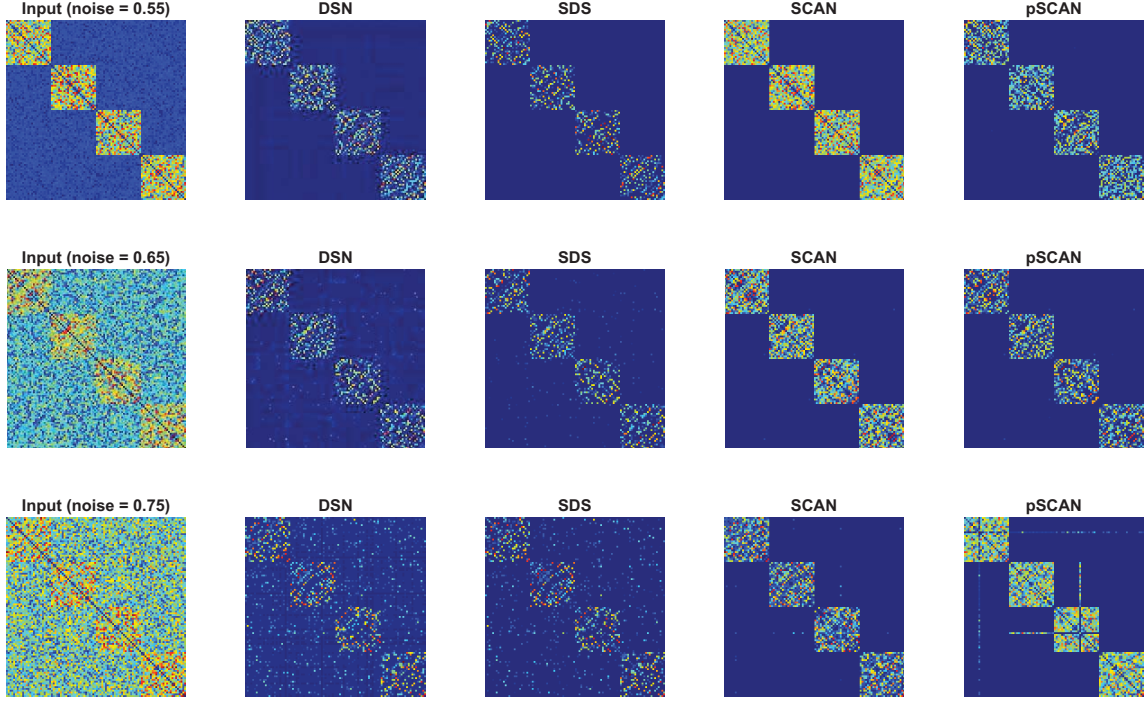 Input (noise = 0.55) DSN SDS SCAN pSCAN
Input (noise = 0.65) DSN SDS SCAN pSCAN
Input (noise = 0.75) DSN SDS SCAN pSCAN